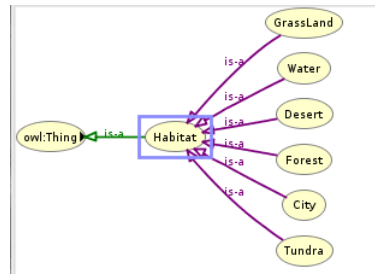 GrassLand
is-a
Water
is-a
Desert
is-a
owl:Thing
is-a
Habitat
is-a
Forest
is-a
City
is-a
Tundra